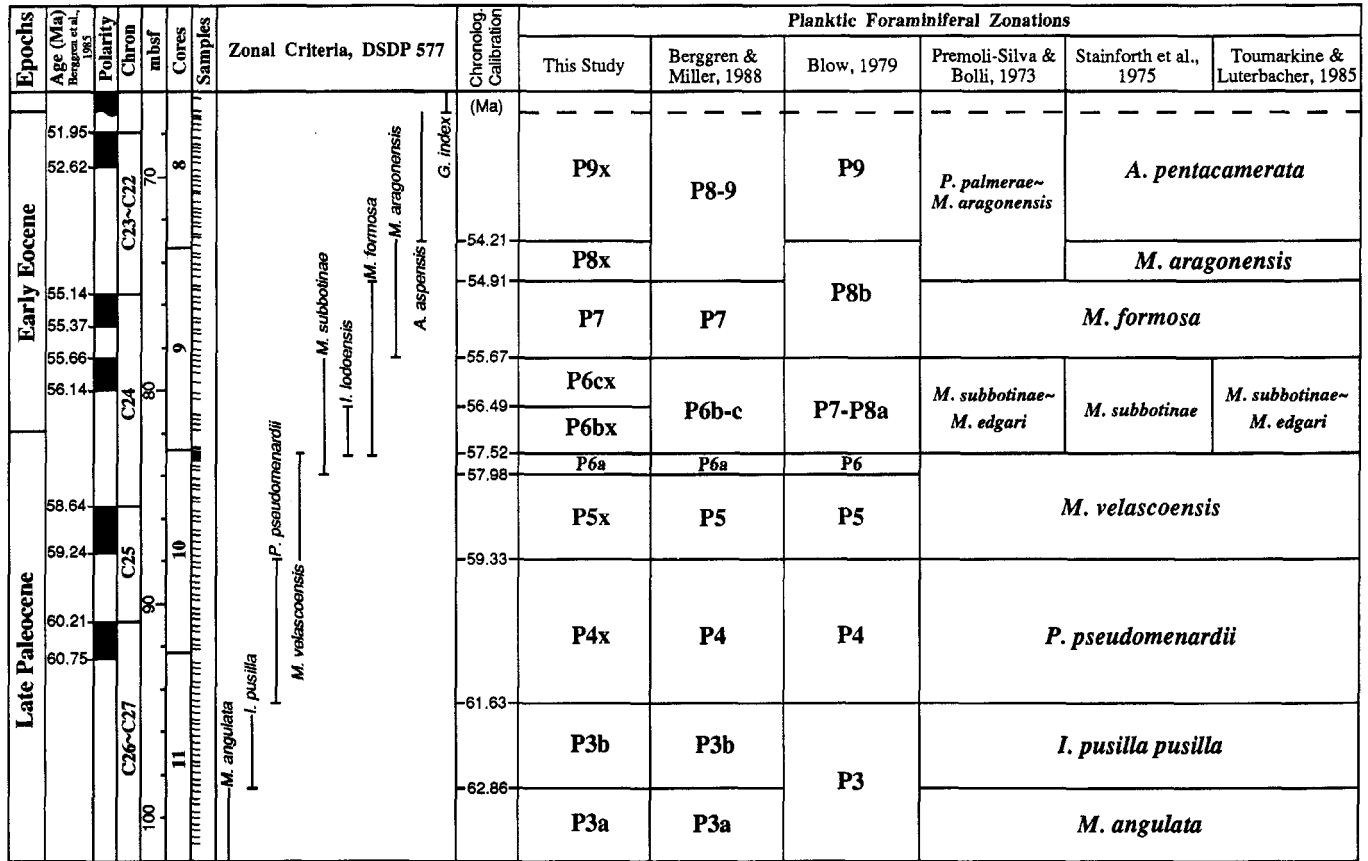 Epochs
Age (Ma)
Berggren et al.,
1985
Polarity
Chron
mbsf
Cores
Samples
Zonal Criteria, DSDP 577
Chronolog.
Calibration
(Ma)
Planktic Foraminiferal Zonations
This Study
Berggren &
Miller, 1988
Blow, 1979
Premoli-Silva &
Bolli, 1973
Stainforth et al.,
1975
Toumarkine &
Luterbacher, 1985
Early Eocene
Late Paleocene
51.95
52.62
55.14
55.37
55.66
56.14
58.64
59.24
60.21
60.75
C23~C22
C24
C25
C26~C27
70
80
90
100
8
9
10
11
M. angulata
I. pusilla
P. pseudomenardii
M. velascoensis
M. subbotinae
I. lodoensis
M. formosa
M. aragonensis
A. aspensis
G. index
54.21
54.91
55.67
56.49
57.52
57.98
59.33
61.63
62.86
P9x
P8x
P7
P6cx
P6bx
P6a
P5x
P4x
P3b
P3a
P8-9
P7
P6b-c
P6a
P5
P4
P3b
P3a
P9
P8b
P7-P8a
P6
P5
P4
P3
P. palmerae~
M. aragonensis
A. pentacamerata
M. aragonensis
M. formosa
M. subbotinae~
M. edgari
M. subbotinae
M. subbotinae~
M. edgari
M. velascoensis
P. pseudomenardii
I. pusilla pusilla
M. angulata